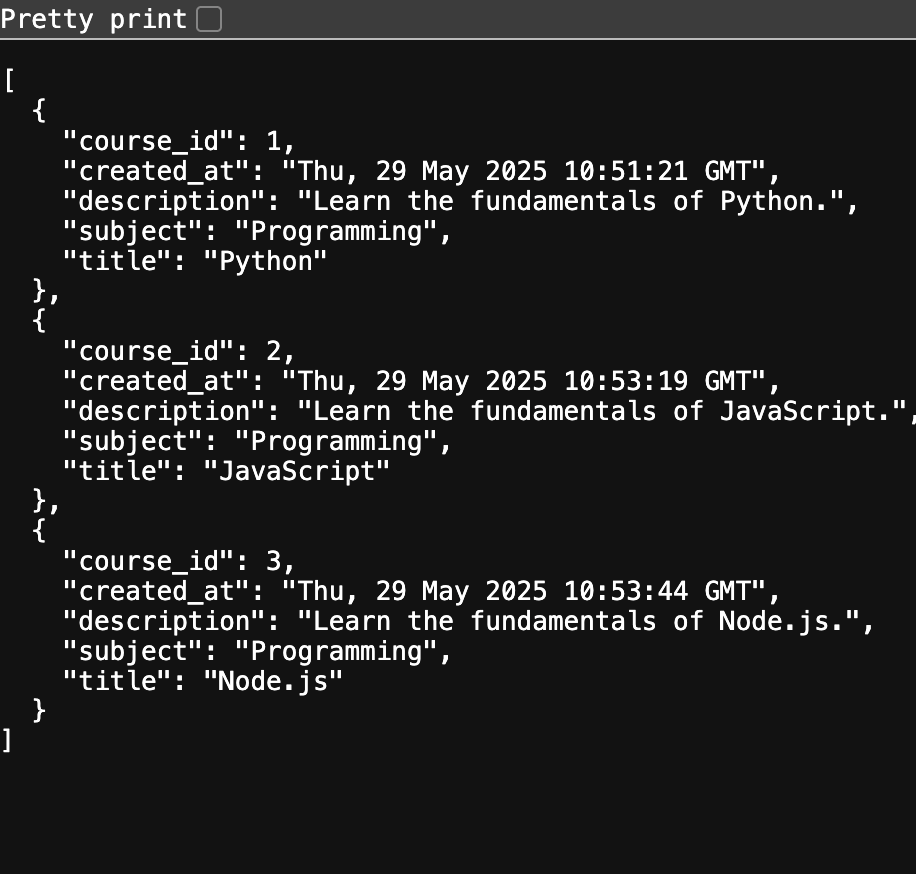 Pretty print
[
  {
    "course_id": 1,
    "created_at": "Thu, 29 May 2025 10:51:21 GMT",
    "description": "Learn the fundamentals of Python.",
    "subject": "Programming",
    "title": "Python"
  },
  {
    "course_id": 2,
    "created_at": "Thu, 29 May 2025 10:53:19 GMT",
    "description": "Learn the fundamentals of JavaScript.",
    "subject": "Programming",
    "title": "JavaScript"
  },
  {
    "course_id": 3,
    "created_at": "Thu, 29 May 2025 10:53:44 GMT",
    "description": "Learn the fundamentals of Node.js.",
    "subject": "Programming",
    "title": "Node.js"
  }
]